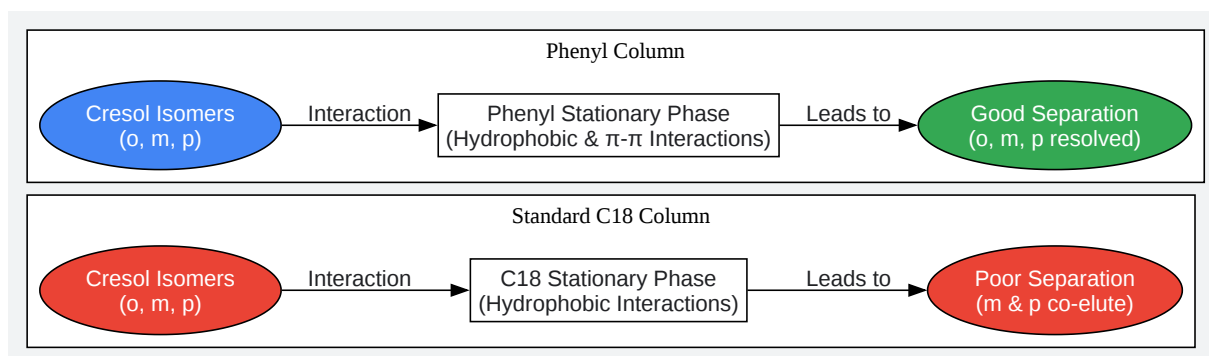 Phenyl Column
Cresol Isomers
(o, m, p)
Interaction
Phenyl Stationary Phase
(Hydrophobic & π-π Interactions)
Leads to
Good Separation
(o, m, p resolved)
Standard C18 Column
Cresol Isomers
(o, m, p)
Interaction
C18 Stationary Phase
(Hydrophobic Interactions)
Leads to
Poor Separation
(m & p co-elute)